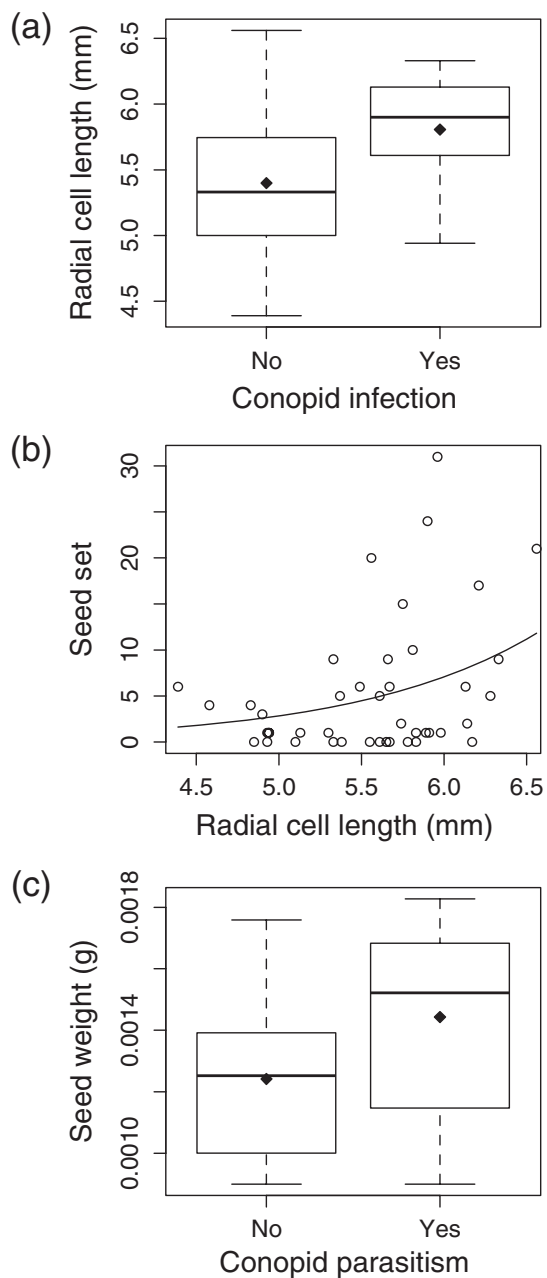 (a)
Radial cell length (mm)
6.5
6.0
5.5
5.0
4.5
No Yes
Conopid infection
(b)
Seed set
30
20
10
5
0
4.5 5.0 5.5 6.0 6.5
Radial cell length (mm)
(c)
Seed weight (g)
0.0018
0.0014
0.0010
No Yes
Conopid parasitism